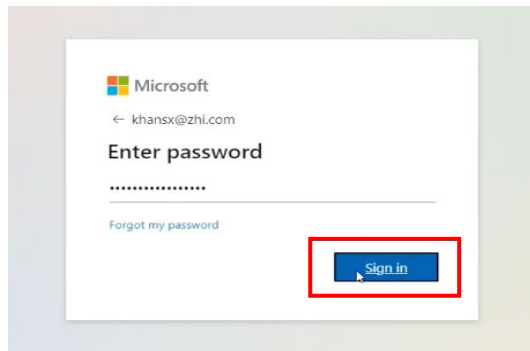 Microsoft
← khansx@zhi.com
Enter password
•••••••••••••••••
Forgot my password
Sign in